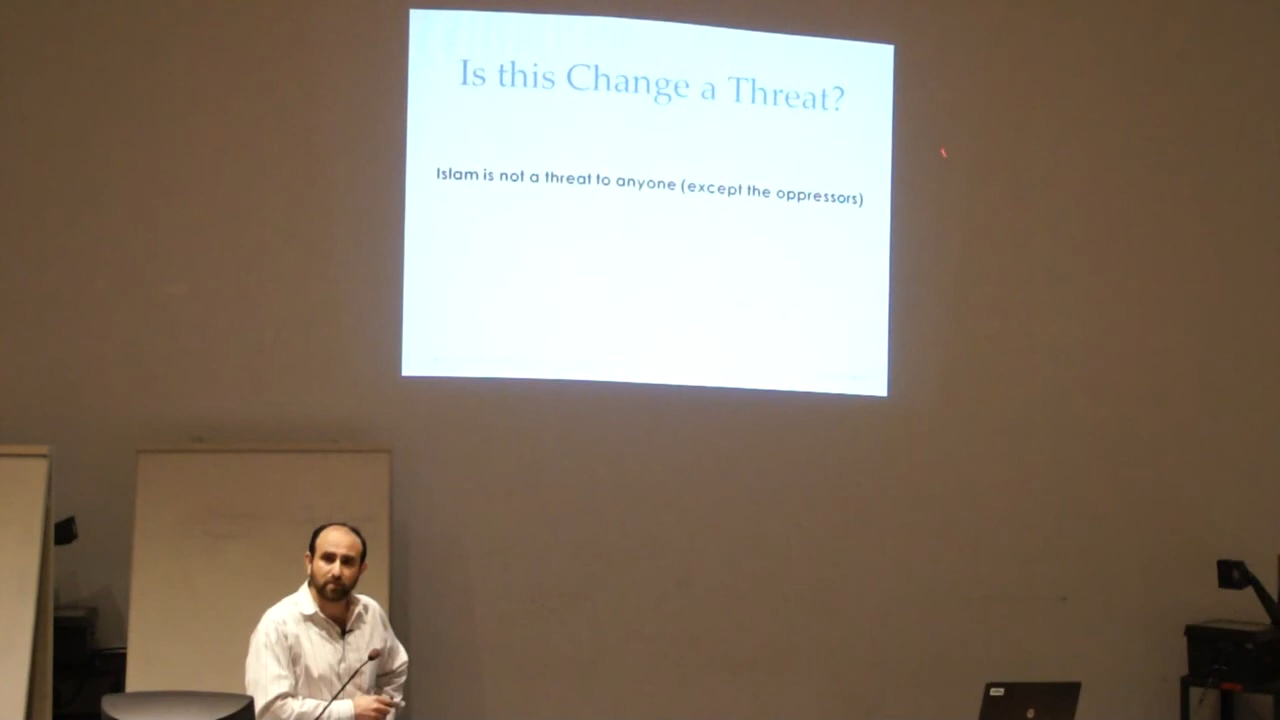 Is this Change a Threat?
Islam is not a threat to anyone (except the oppressors)